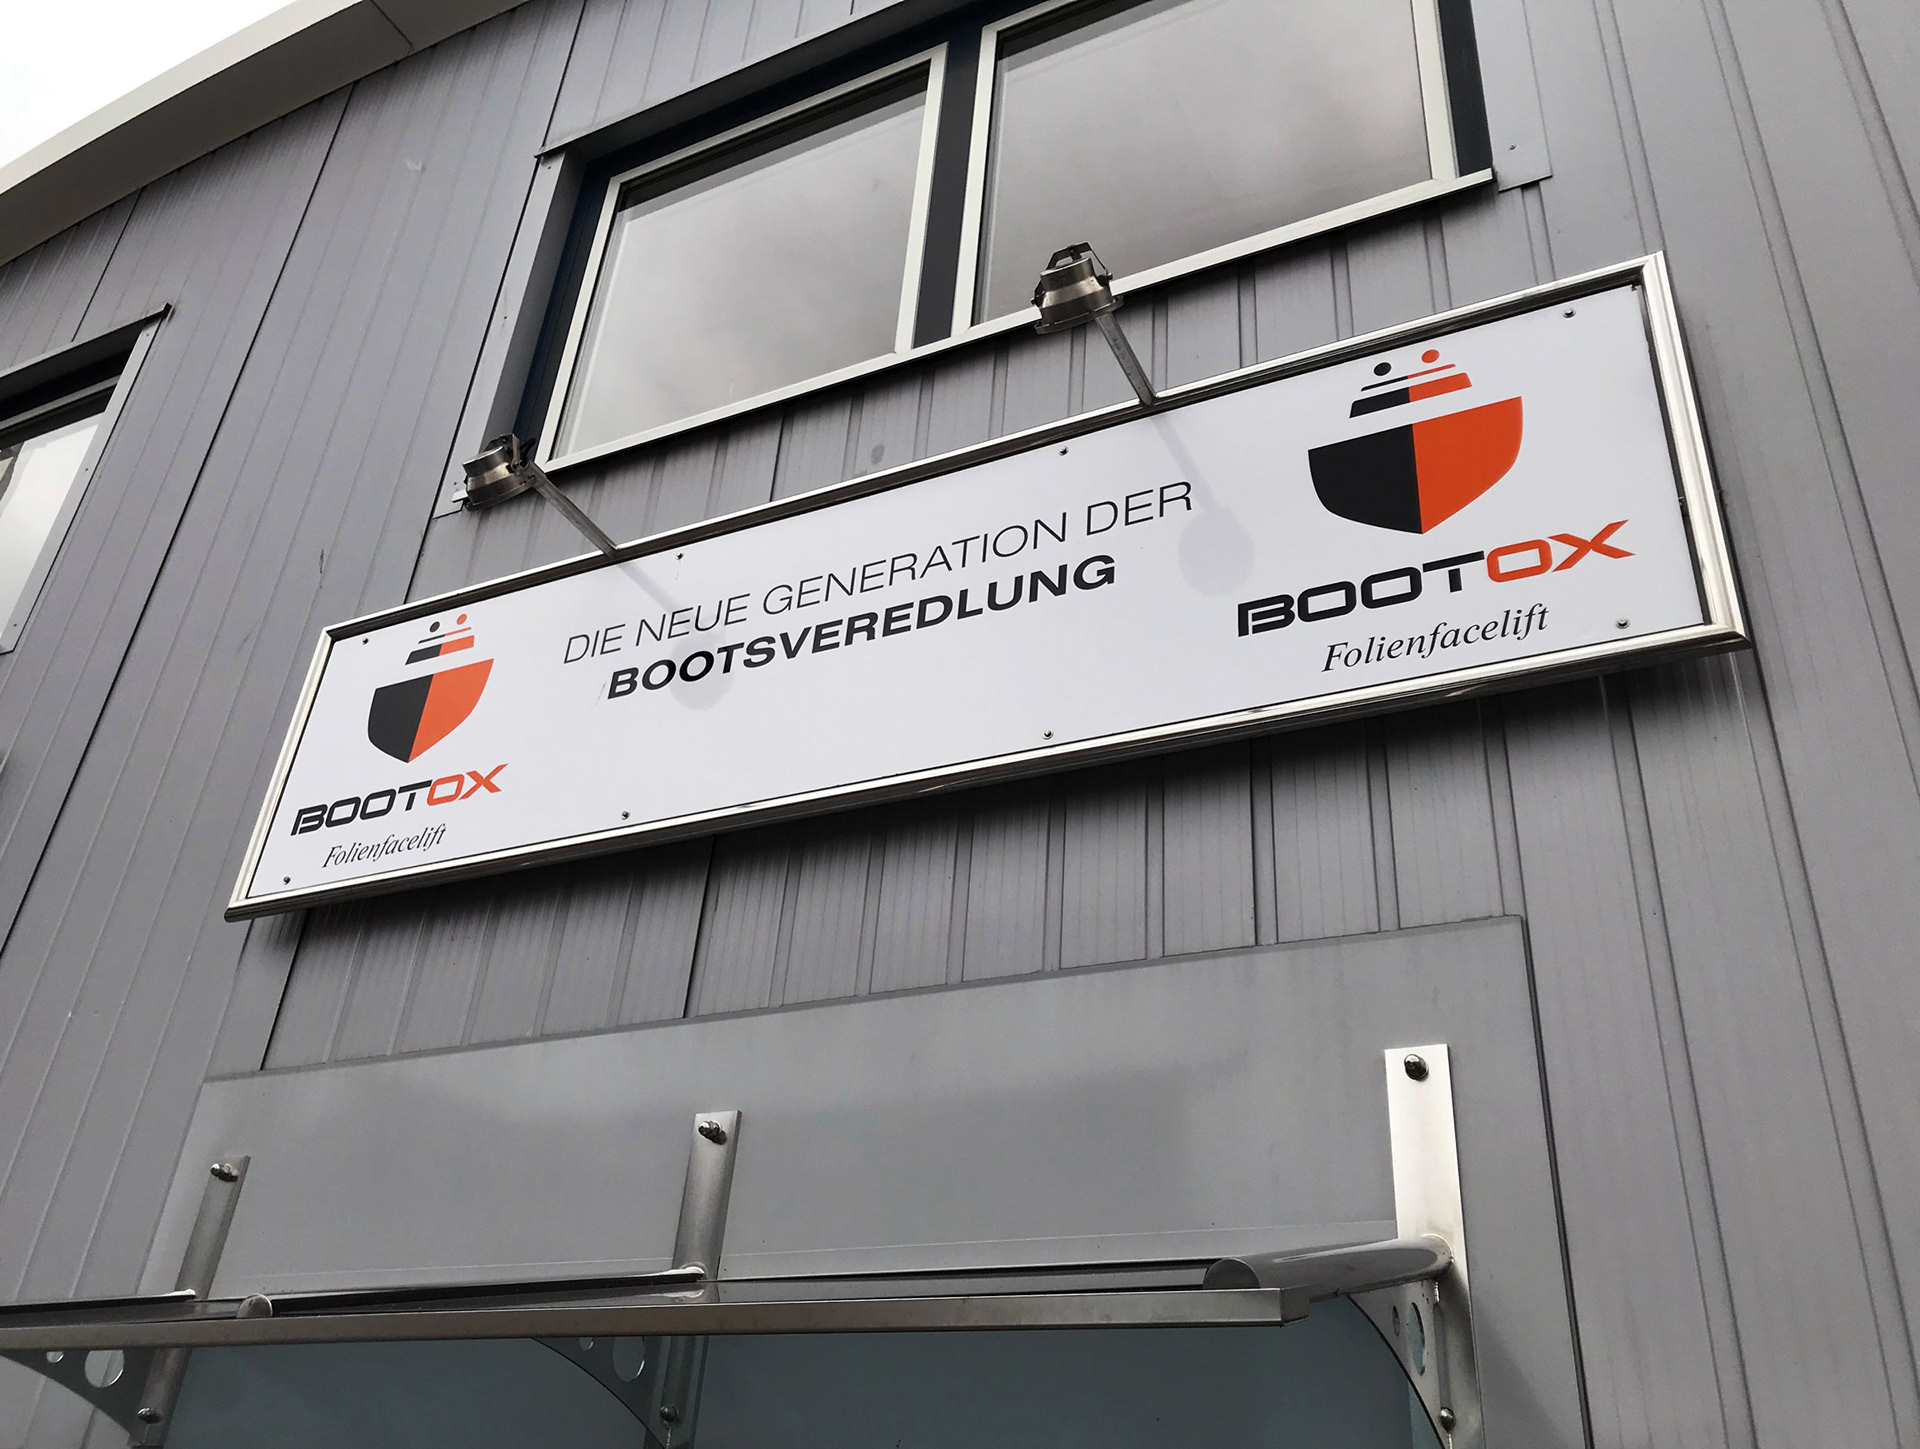 BOOTOX
Folienfacelift
DIE NEUE GENERATION DER
BOOTSVEREDLUNG
BOOTOX
Folienfacelift